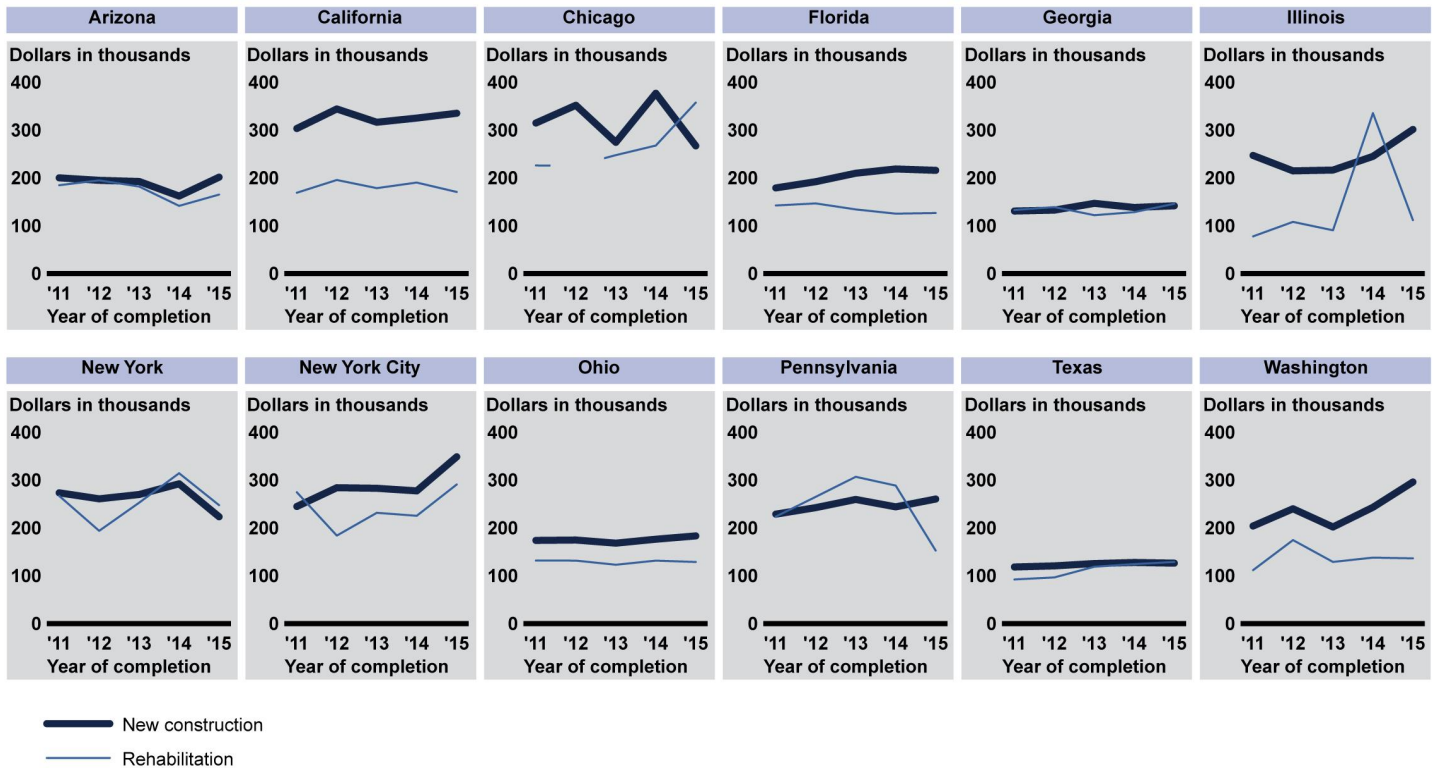 Arizona
Dollars in thousands
400
300
200
100
0
'11 '12 '13 '14 '15
Year of completion
California
Dollars in thousands
400
300
200
100
0
'11 '12 '13 '14 '15
Year of completion
Chicago
Dollars in thousands
400
300
200
100
0
'11 '12 '13 '14 '15
Year of completion
Florida
Dollars in thousands
400
300
200
100
0
'11 '12 '13 '14 '15
Year of completion
Georgia
Dollars in thousands
400
300
200
100
0
'11 '12 '13 '14 '15
Year of completion
Illinois
Dollars in thousands
400
300
200
100
0
'11 '12 '13 '14 '15
Year of completion
New York
Dollars in thousands
400
300
200
100
0
'11 '12 '13 '14 '15
Year of completion
New York City
Dollars in thousands
400
300
200
100
0
'11 '12 '13 '14 '15
Year of completion
Ohio
Dollars in thousands
400
300
200
100
0
'11 '12 '13 '14 '15
Year of completion
Pennsylvania
Dollars in thousands
400
300
200
100
0
'11 '12 '13 '14 '15
Year of completion
Texas
Dollars in thousands
400
300
200
100
0
'11 '12 '13 '14 '15
Year of completion
Washington
Dollars in thousands
400
300
200
100
0
'11 '12 '13 '14 '15
Year of completion
New construction
Rehabilitation